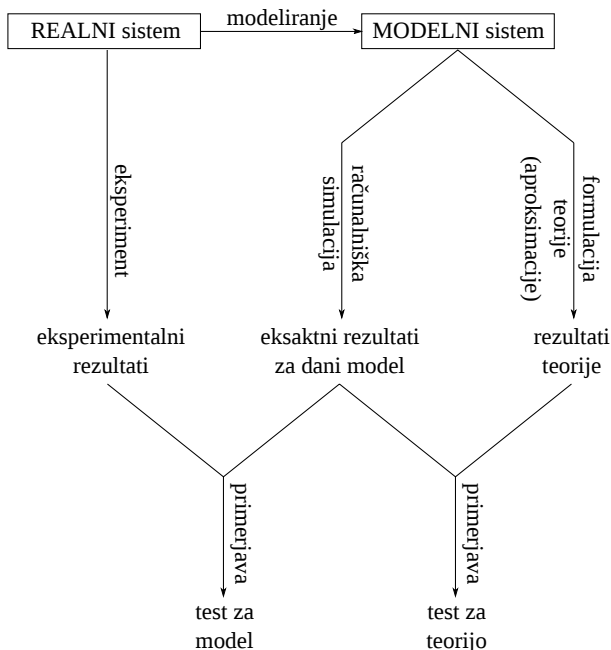 modeliranje
REALNI sistem
MODELNI sistem
eksperiment
računalniška
simulacija
formulacija
teorije
(aproksimacije)
eksperimentalni
rezultati
eksaktni rezultati
za dani model
rezultati
teorije
primerjava
primerjava
test za
model
test za
teorijo